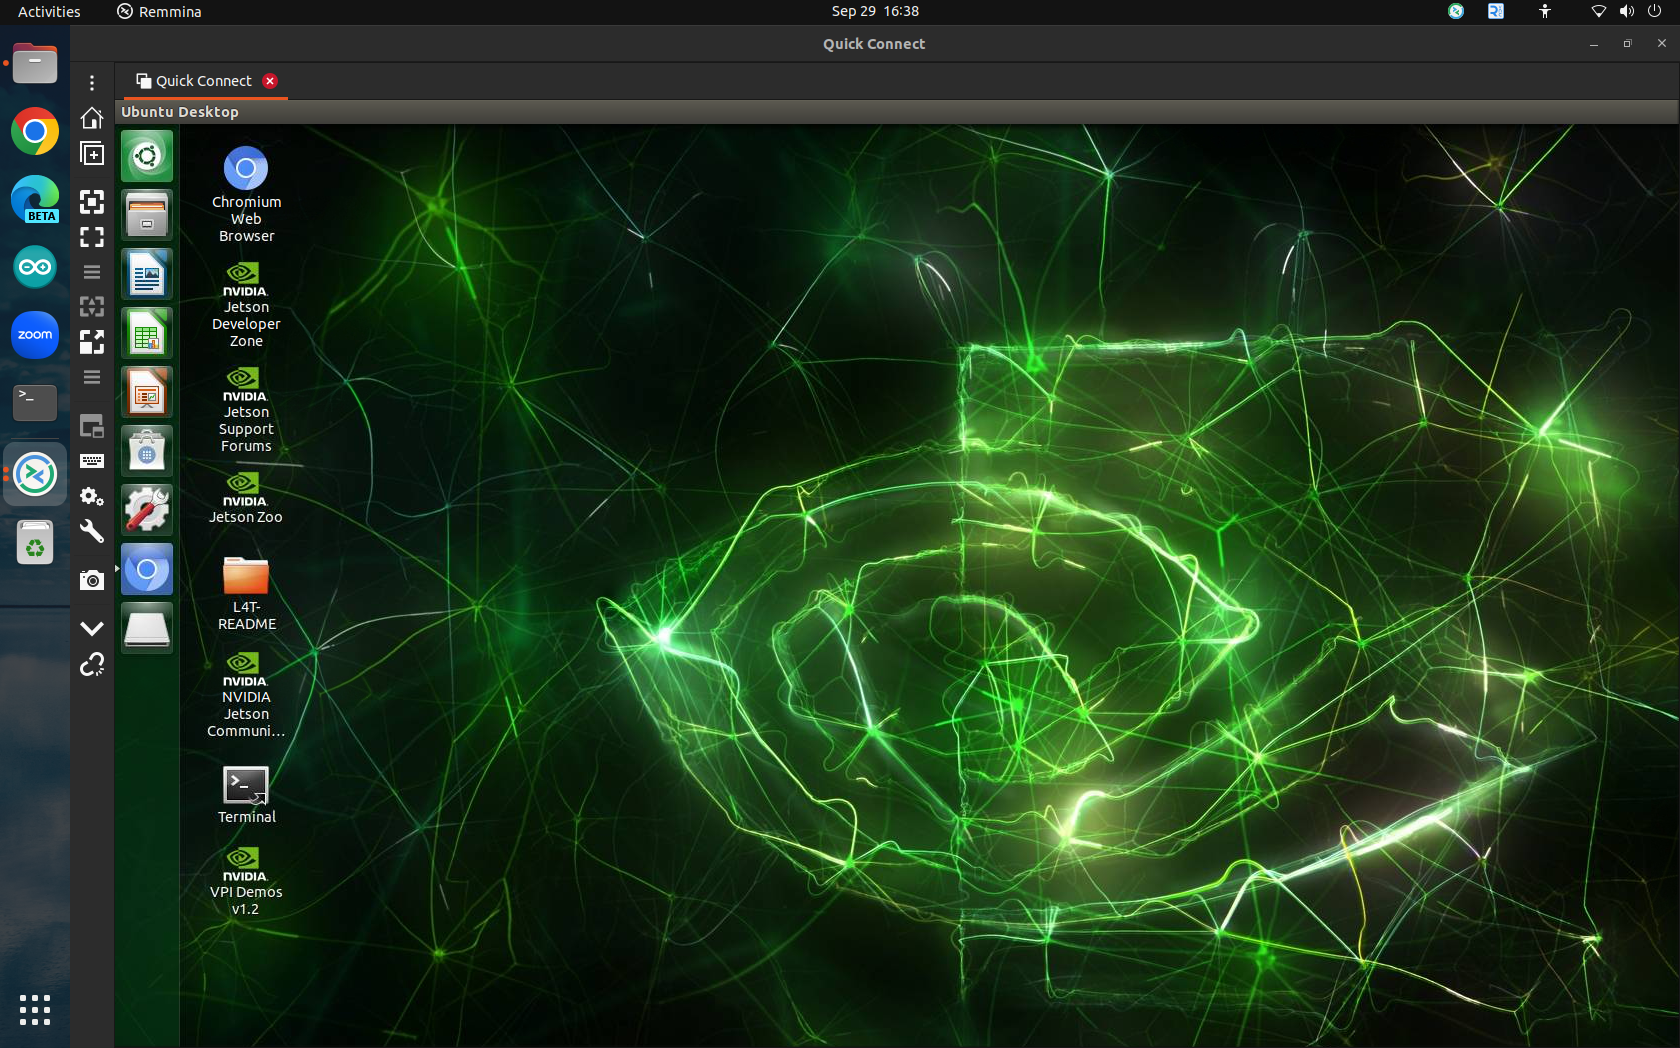 Activities
Remmina
Sep 29 16:38
Quick Connect
Quick Connect
Ubuntu Desktop
BETA
zoom
>_
Chromium
Web
Browser
NVIDIA.
Jetson
Developer
Zone
NVIDIA.
Jetson
Support
Forums
NVIDIA.
Jetson Zoo
L4T-
README
NVIDIA.
NVIDIA
Jetson
Communi…
>_
Terminal
NVIDIA.
VPI Demos
v1.2